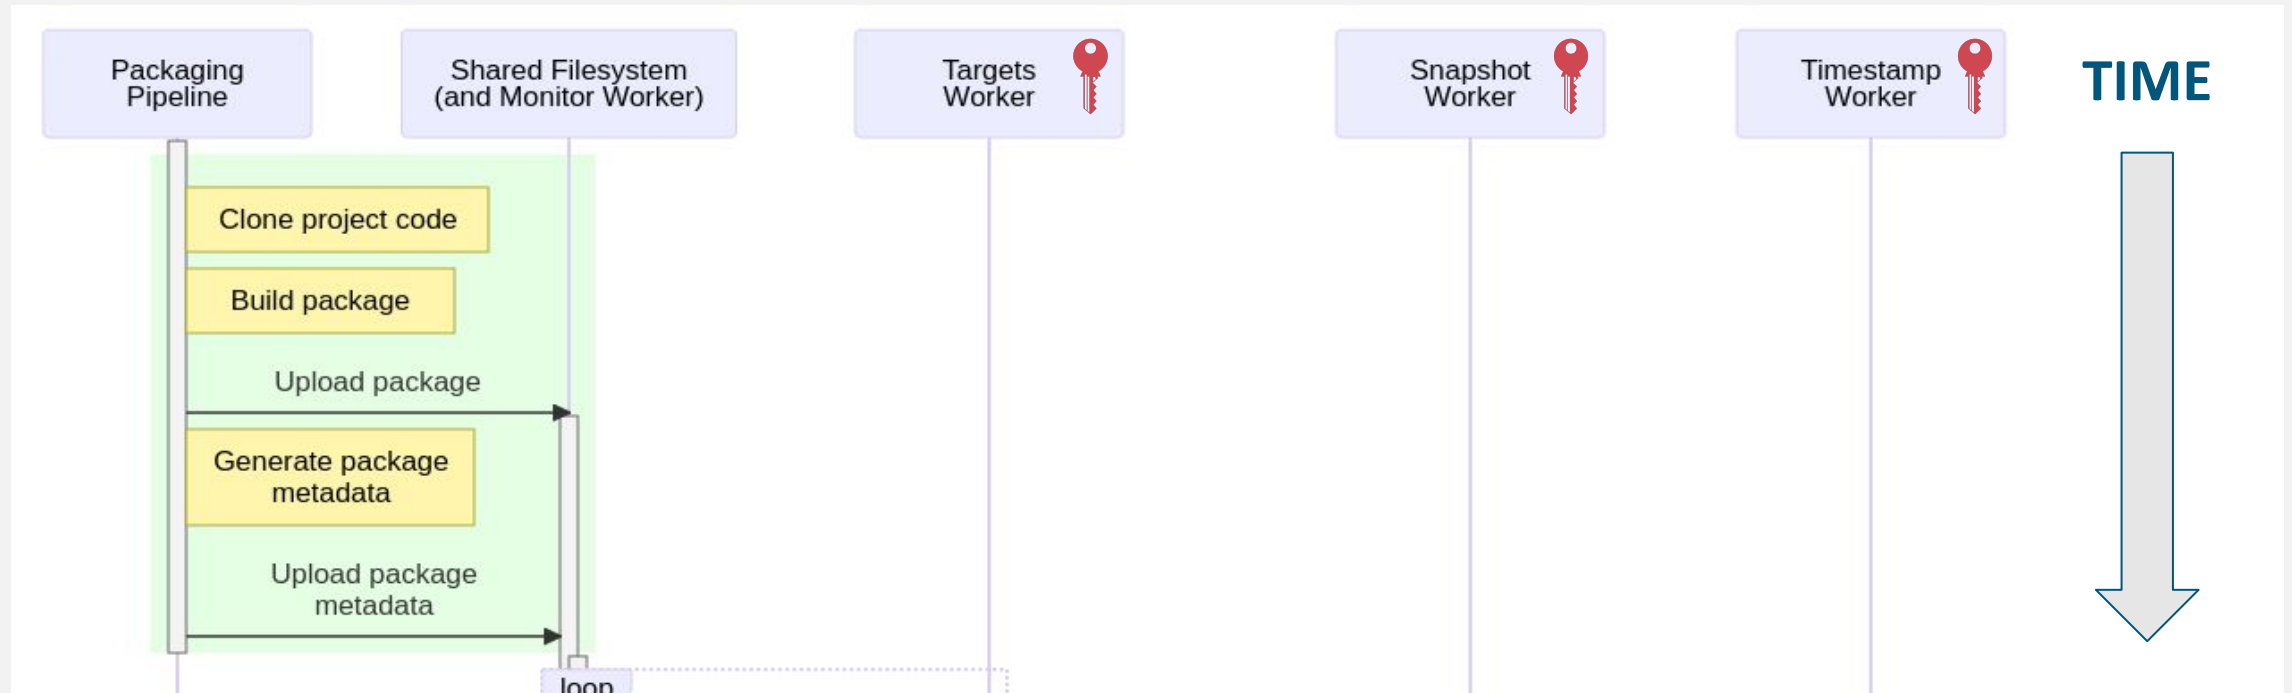 Packaging
Pipeline
Shared Filesystem
(and Monitor Worker)
Targets
Worker
Snapshot
Worker
Timestamp
Worker
TIME
Clone project code
Build package
Upload package
Generate package
metadata
Upload package
metadata
loop